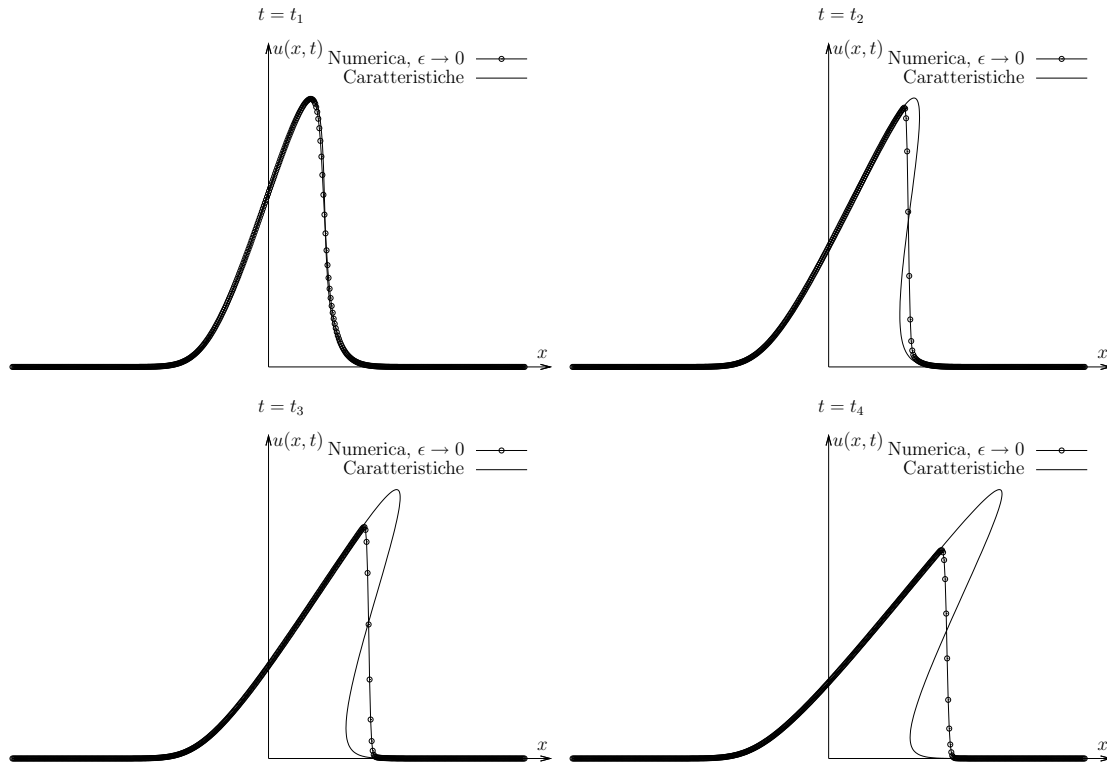 t = t₁
u(x, t)
Numerica, ϵ → 0
Caratteristiche
x
t = t₂
u(x, t)
Numerica, ϵ → 0
Caratteristiche
x
t = t₃
u(x, t)
Numerica, ϵ → 0
Caratteristiche
x
t = t₄
u(x, t)
Numerica, ϵ → 0
Caratteristiche
x